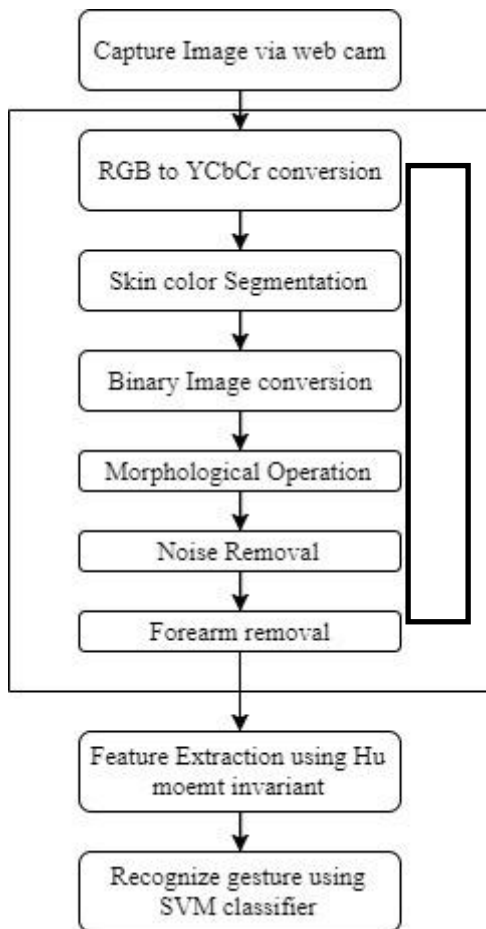 Capture Image via web cam
RGB to YCbCr conversion
Skin color Segmentation
Binary Image conversion
Morphological Operation
Noise Removal
Forearm removal
Feature Extraction using Hu
moemt invariant
Recognize gesture using
SVM classifier